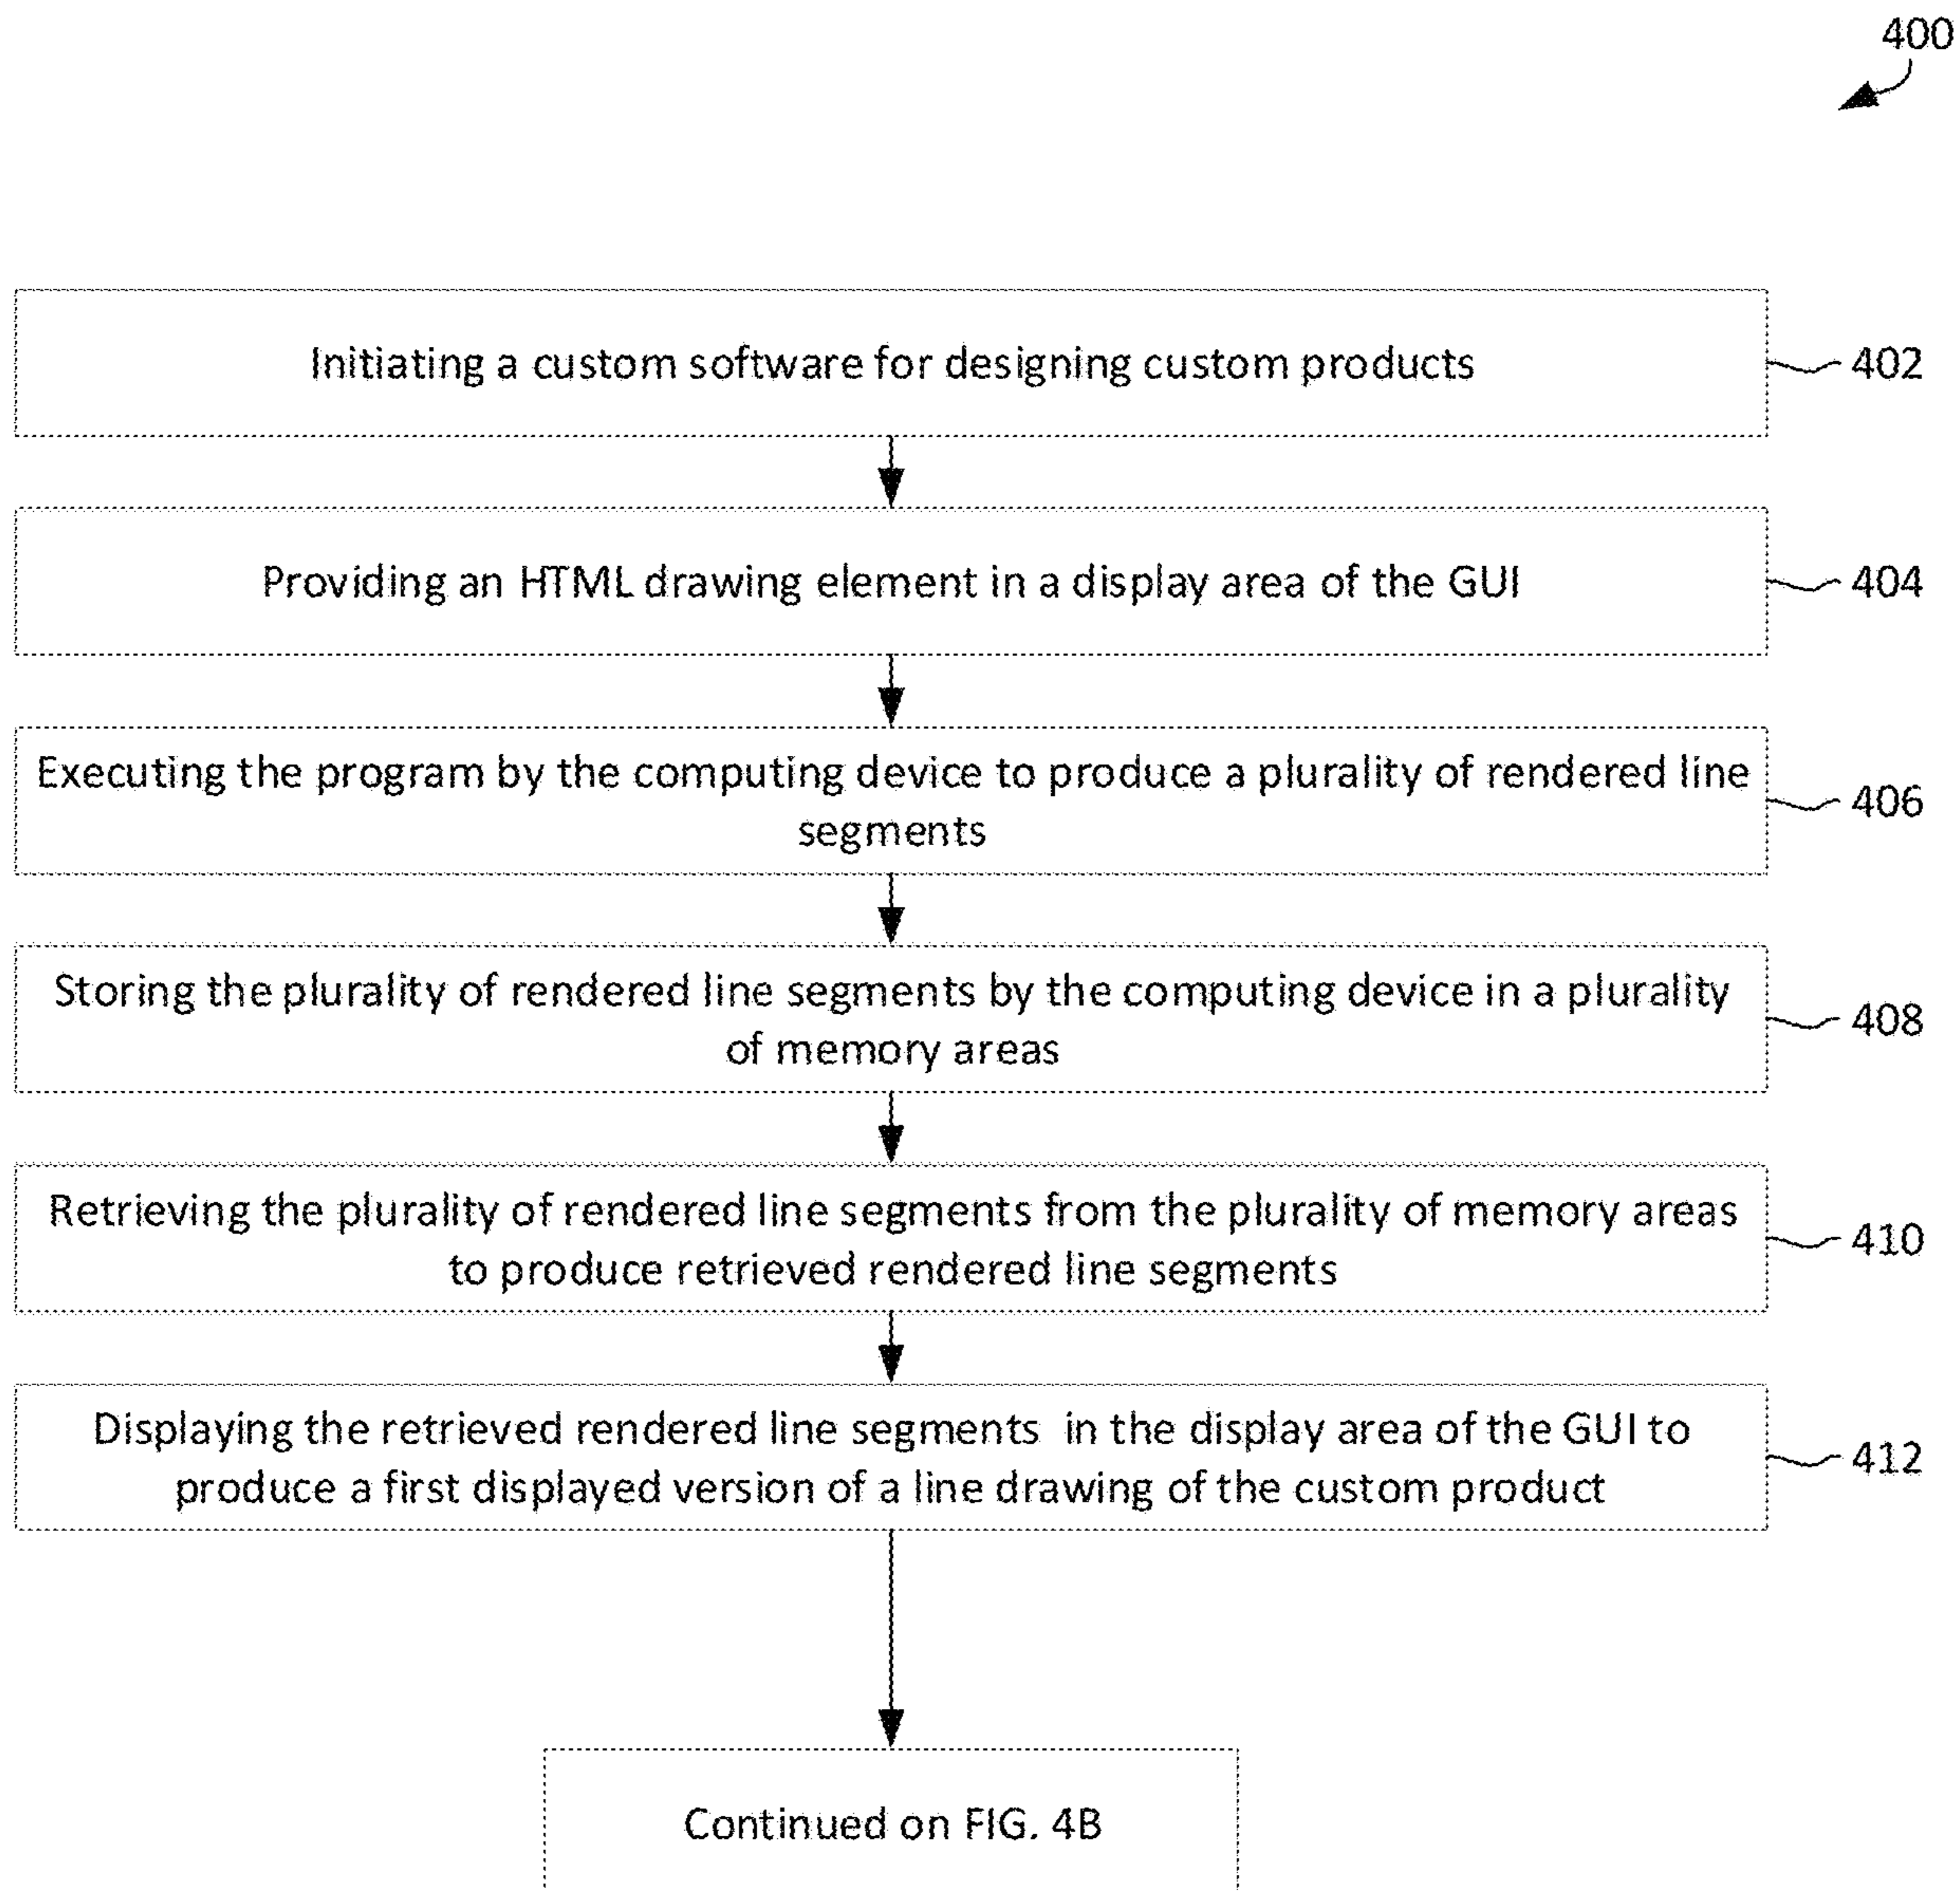 400
Initiating a custom software for designing custom products
402
Providing an HTML drawing element in a display area of the GUI
404
Executing the program by the computing device to produce a plurality of rendered line
segments
406
Storing the plurality of rendered line segments by the computing device in a plurality
of memory areas
408
Retrieving the plurality of rendered line segments from the plurality of memory areas
to produce retrieved rendered line segments
410
Displaying the retrieved rendered line segments in the display area of the GUI to
produce a first displayed version of a line drawing of the custom product
412
Continued on FIG. 4B